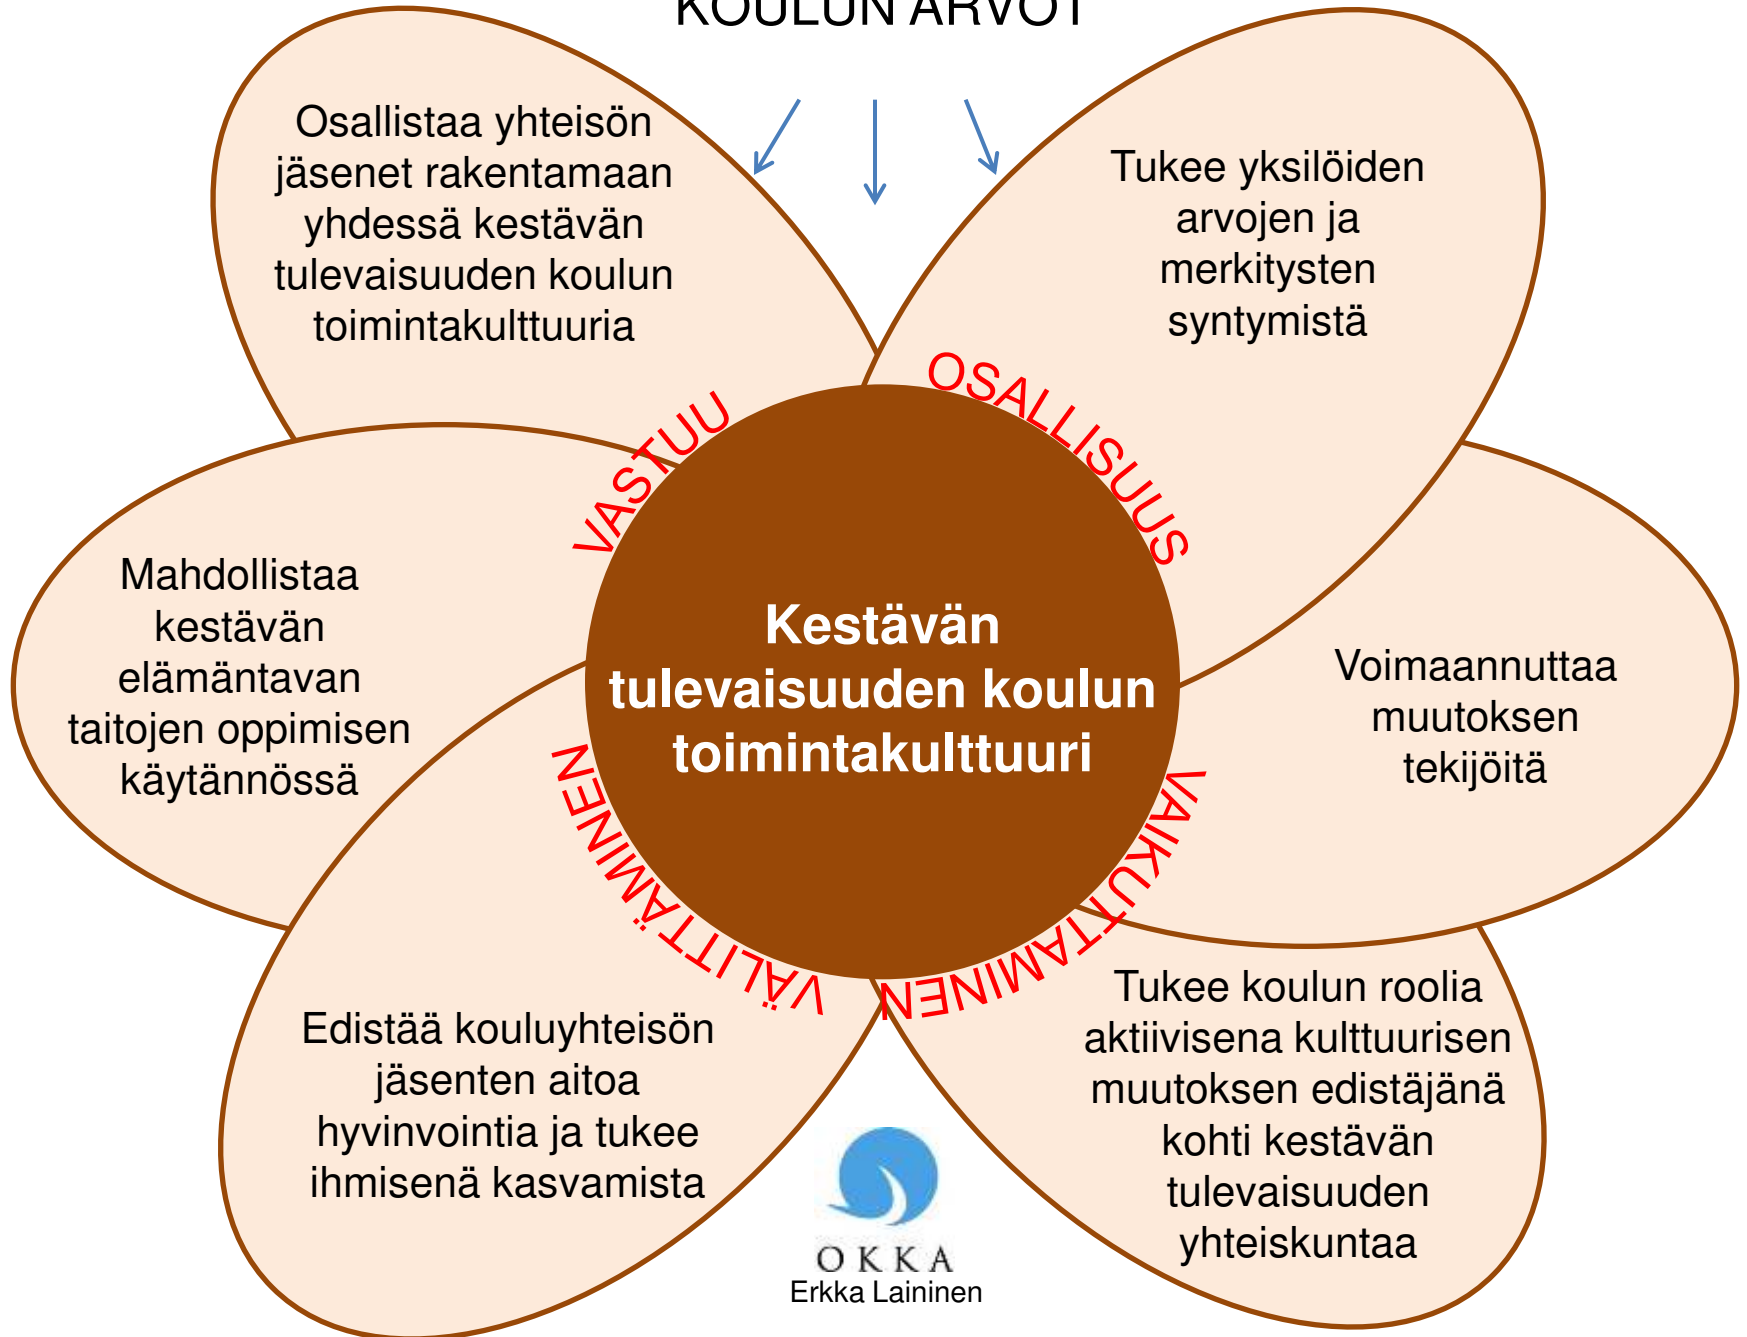 KOULUN ARVOT
Osallistaa yhteisön
jäsenet rakentamaan
yhdessä kestävän
tulevaisuuden koulun
toimintakulttuuria
Tukee yksilöiden
arvojen ja
merkitysten
syntymistä
VASTUU
OSALLISUUS
Mahdollistaa
kestävän
elämäntavan
taitojen oppimisen
käytännössä
Kestävän
tulevaisuuden koulun
toimintakulttuuri
Voimaannuttaa
muutoksen
tekijöitä
VÄLITTÄMINEN
VAIKUTTAMINEN
Edistää kouluyhteisön
jäsenten aitoa
hyvinvointia ja tukee
ihmisenä kasvamista
Tukee koulun roolia
aktiivisena kulttuurisen
muutoksen edistäjänä
kohti kestävän
tulevaisuuden
yhteiskuntaa
OKKA
Erkka Laininen